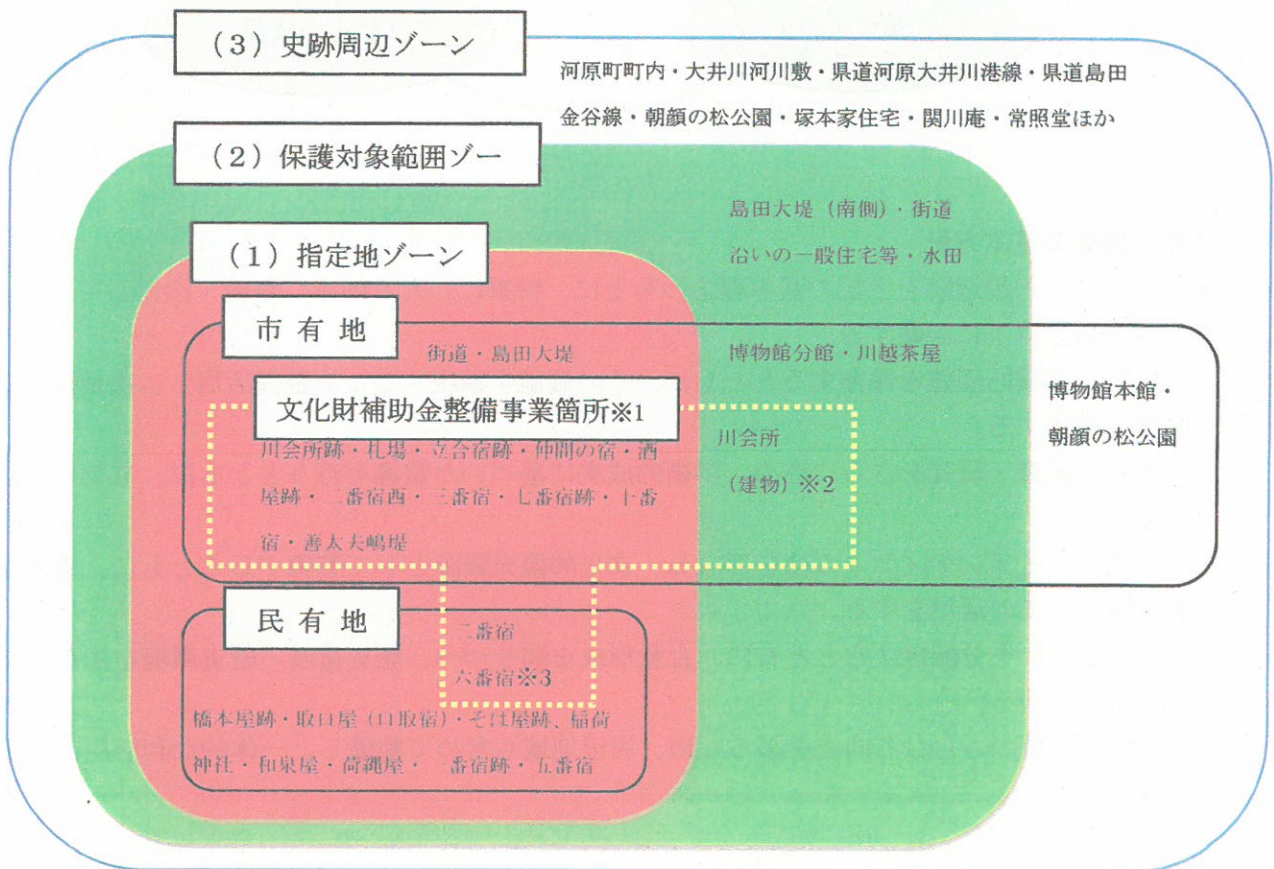 (3)史跡周辺ゾーン
河原町町内・大井川河川敷・県道河原大井川港線・県道島田
金谷線・朝顔の松公園・塚本家住宅・関川庵・常照堂ほか
(2)保護対象範囲ゾー
島田大堤(南側)・街道
沿いの一般住宅等・水田
(1)指定地ゾーン
市有地
街道・島田大堤
博物館分館・川越茶屋
博物館本館・
朝顔の松公園
文化財補助金整備事業箇所※1
川会所跡・札場・立合宿跡・仲間の宿・酒
屋跡・二番宿西・三番宿・七番宿跡・十番
宿・善太夫嶋堤
川会所
(建物)※2
民有地
二番宿
六番宿※3
橋本屋跡・取口屋(口取宿)・そば屋跡、稲荷
神社・和泉屋・荷縄屋・一番宿跡・五番宿